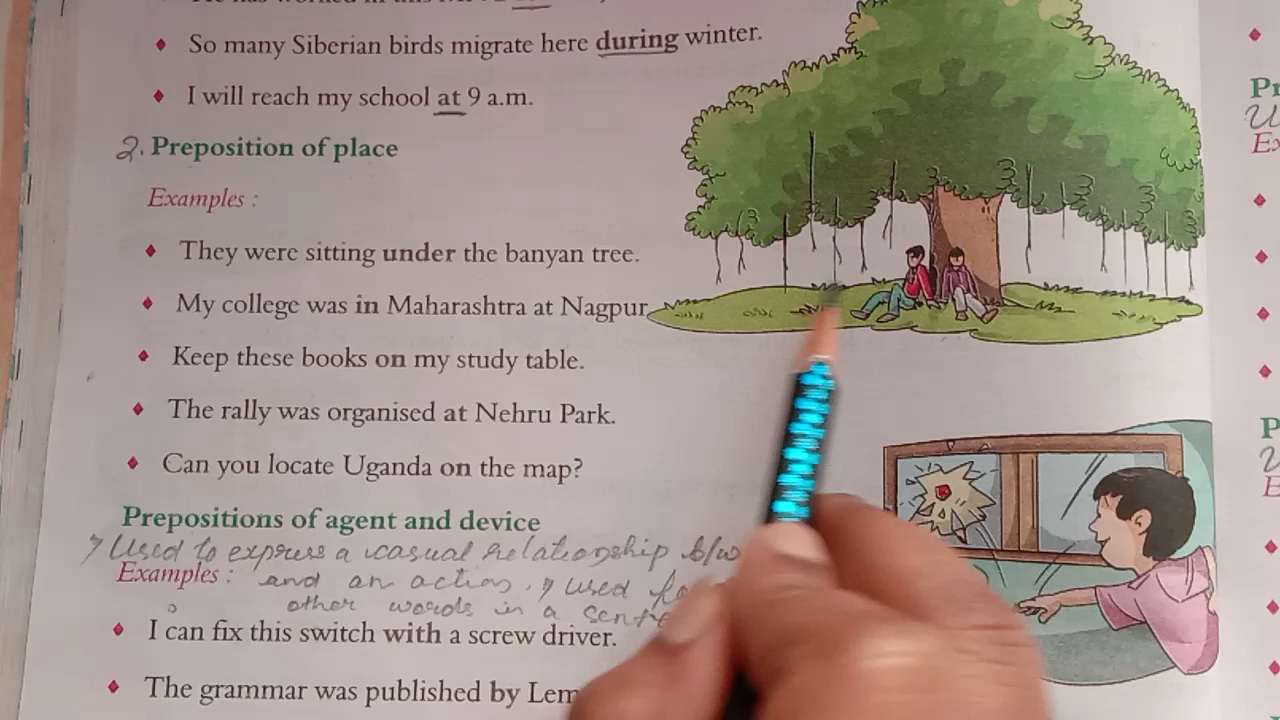 So many Siberian birds migrate here during winter.
I will reach my school at 9 a.m.
2. Preposition of place
Examples :
They were sitting under the banyan tree.
My college was in Maharashtra at Nagpur
Keep these books on my study table.
The rally was organised at Nehru Park.
Can you locate Uganda on the map?
Prepositions of agent and device
Used to express a casual relationship b/w
Examples : and an action. used
other words in a
I can fix this switch with a screw driver.
The grammar was published by Lem